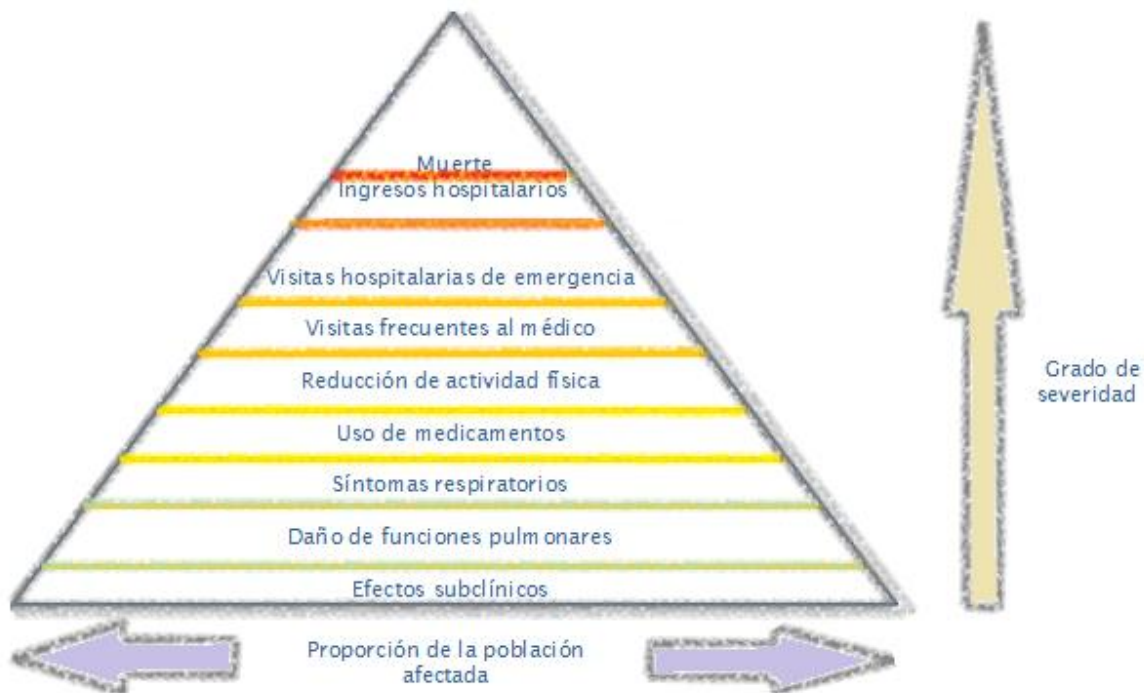 Muerte
Ingresos hospitalarios
Visitas hospitalarias de emergencia
Visitas frecuentes al médico
Reducción de actividad física
Uso de medicamentos
Síntomas respiratorios
Daño de funciones pulmonares
Efectos subclínicos
Grado de
severidad
Proporción de la población
afectada